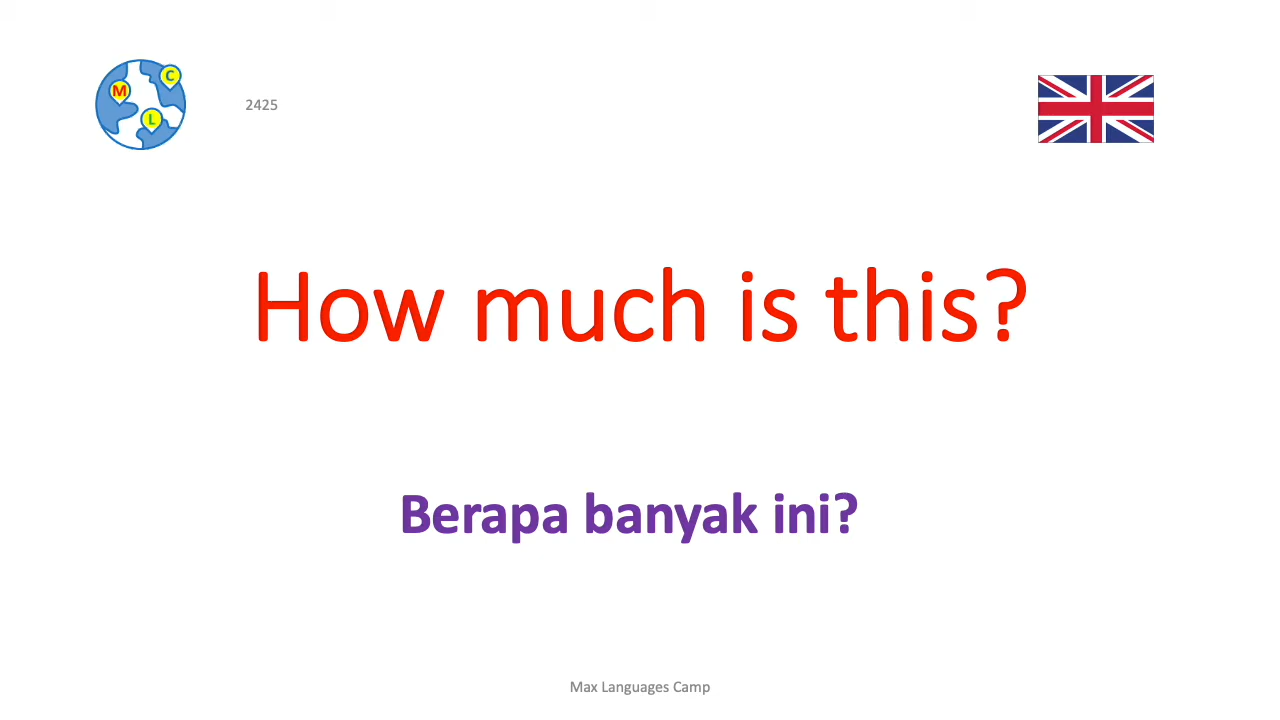 M
C
L
2425
How much is this?
Berapa banyak ini?
Max Languages Camp